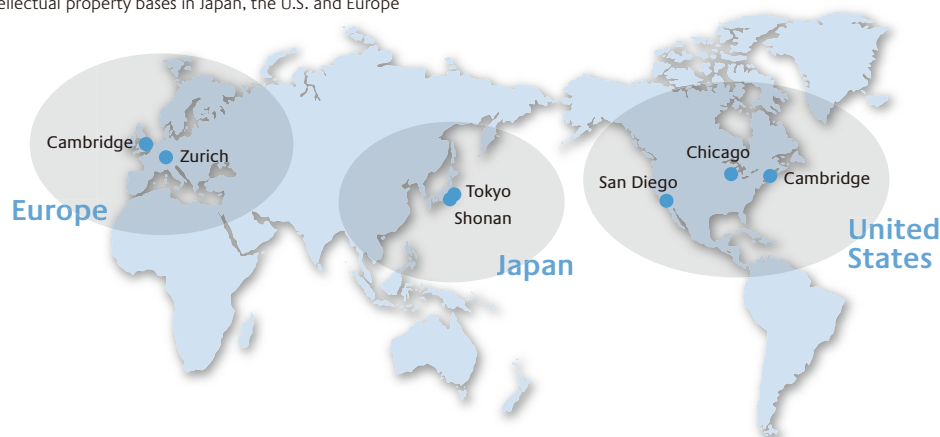 ellectual property bases in Japan, the U.S. and Europe
Cambridge
Zurich
Europe
Tokyo
Shonan
Japan
Chicago
San Diego
Cambridge
United
States